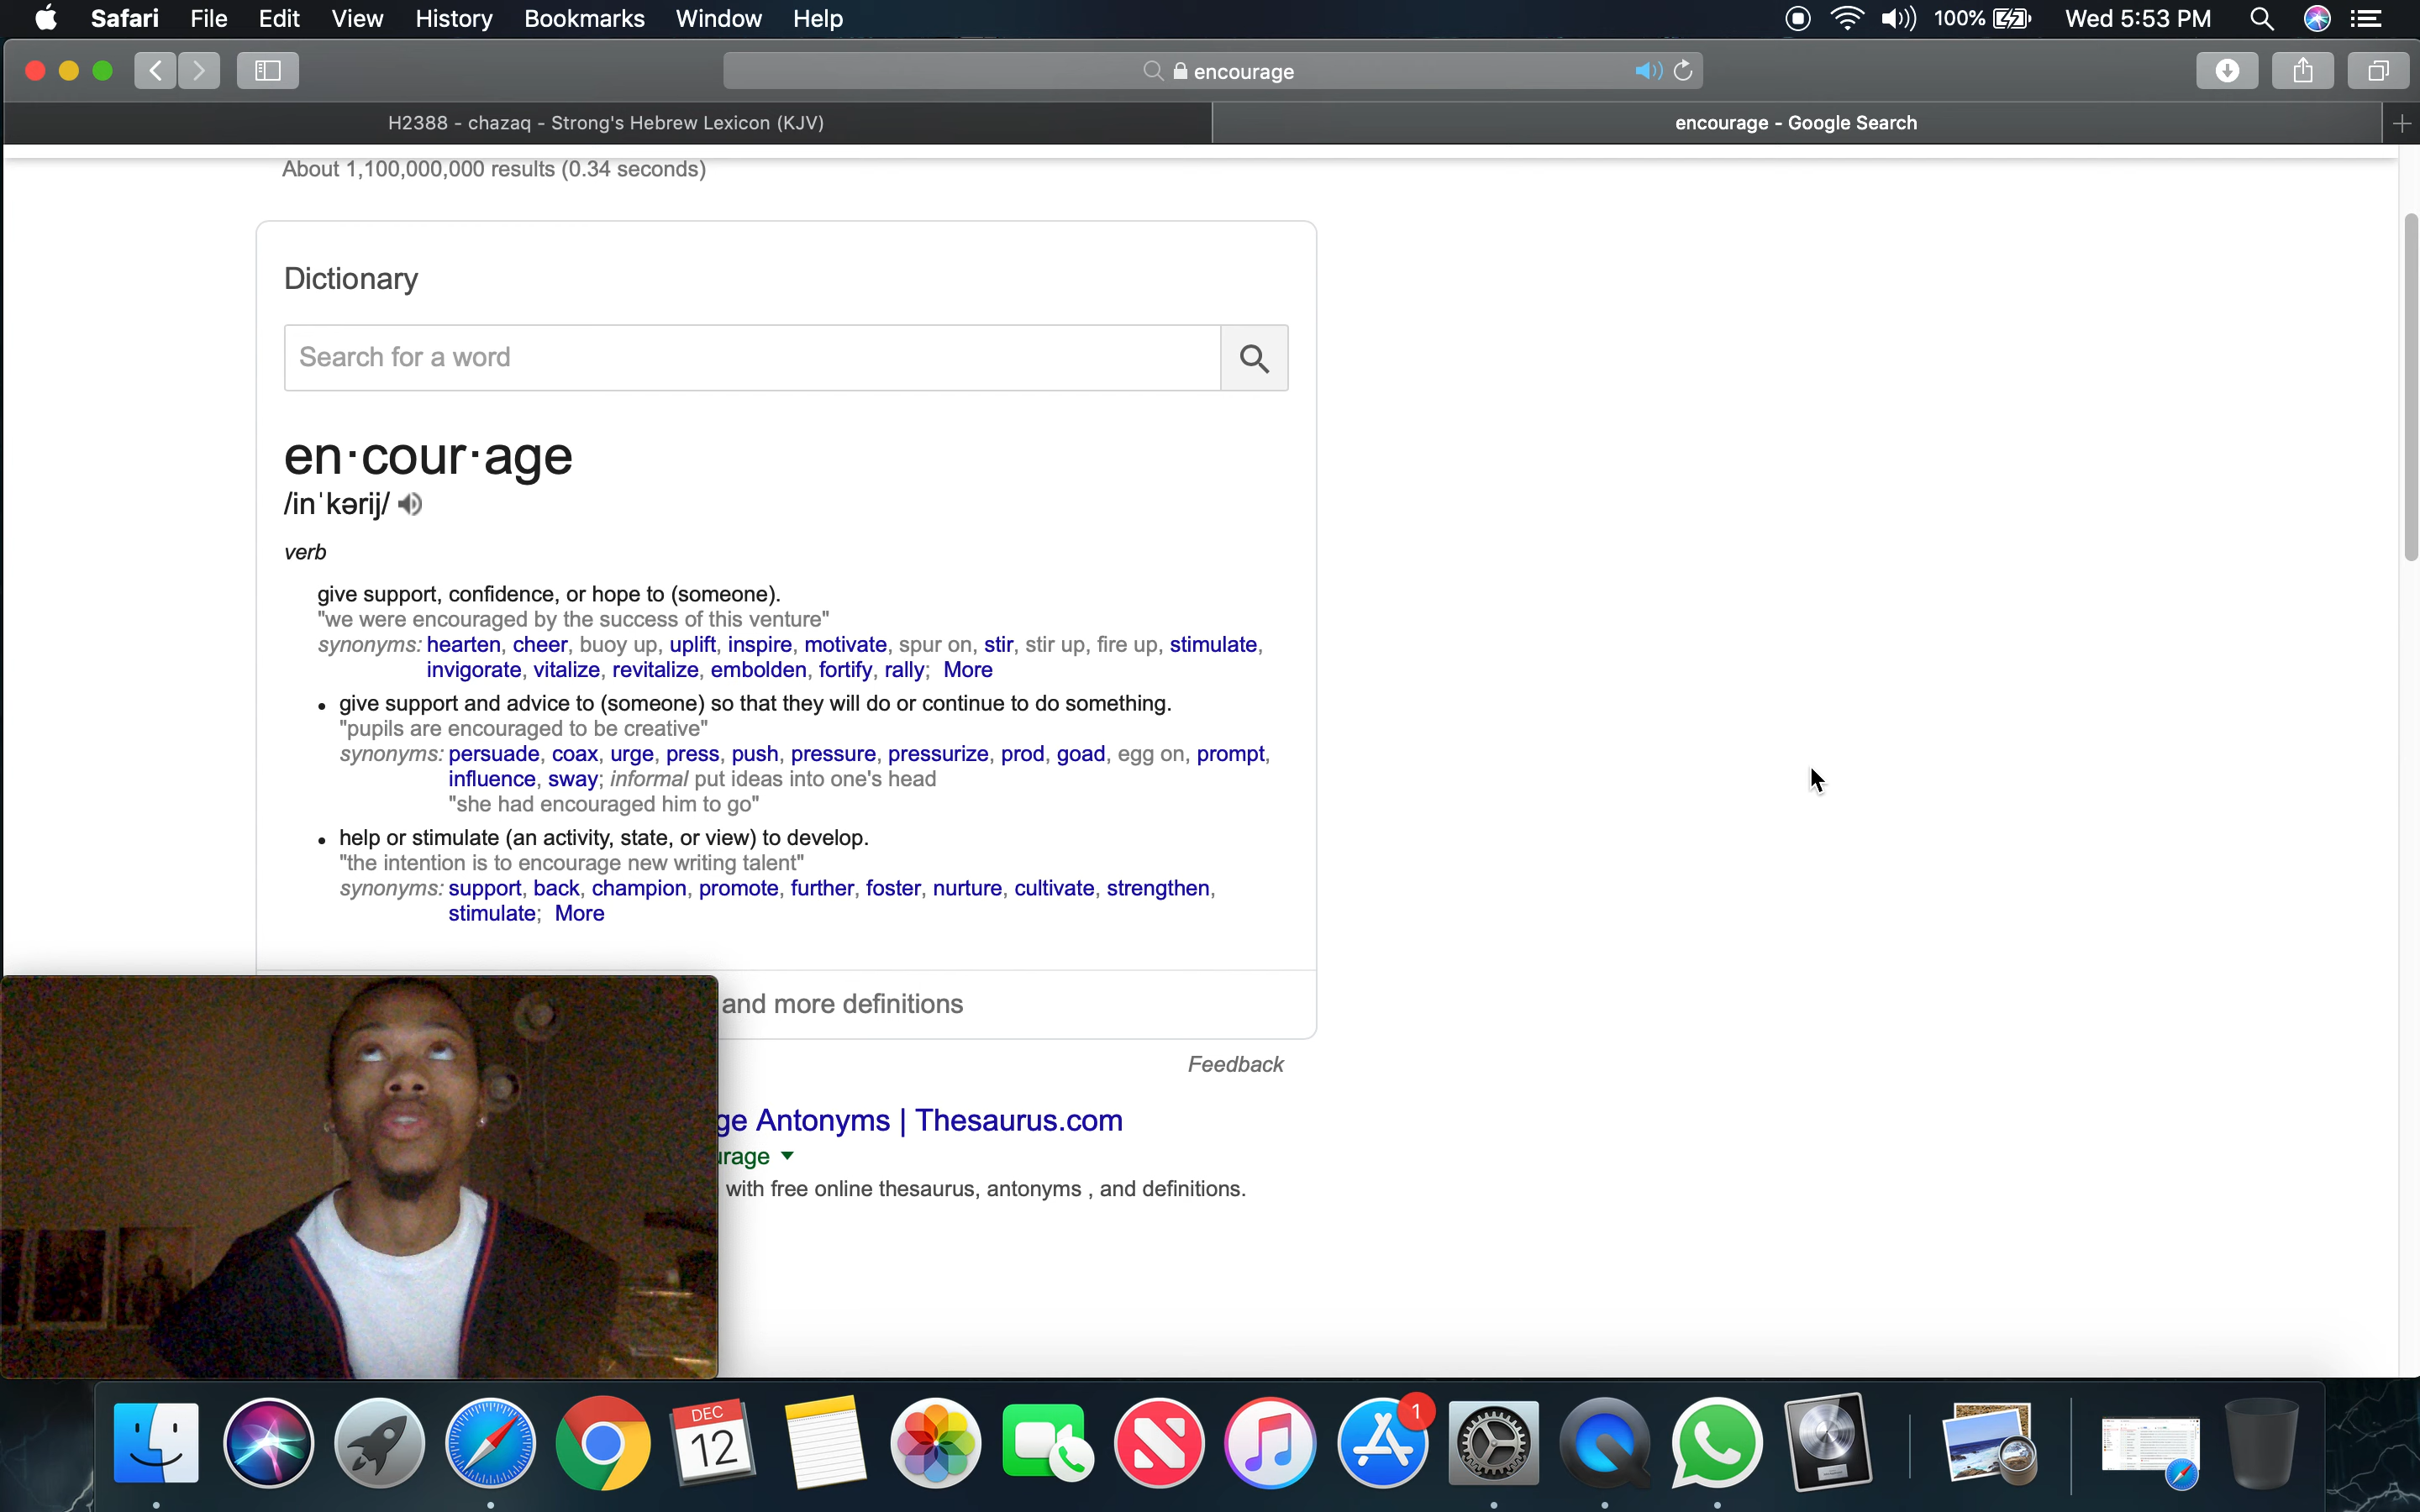 Safari File Edit View History Bookmarks Window Help 100% Wed 5:53 PM
encourage
H2388 - chazaq - Strong's Hebrew Lexicon (KJV) encourage - Google Search
About 1,100,000,000 results (0.34 seconds)
Dictionary
Search for a word
en·cour·age
/inˈkərij/
verb
give support, confidence, or hope to (someone).
"we were encouraged by the success of this venture"
synonyms: hearten, cheer, buoy up, uplift, inspire, motivate, spur on, stir, stir up, fire up, stimulate,
invigorate, vitalize, revitalize, embolden, fortify, rally; More
• give support and advice to (someone) so that they will do or continue to do something.
"pupils are encouraged to be creative"
synonyms: persuade, coax, urge, press, push, pressure, pressurize, prod, goad, egg on, prompt,
influence, sway; informal put ideas into one's head
"she had encouraged him to go"
• help or stimulate (an activity, state, or view) to develop.
"the intention is to encourage new writing talent"
synonyms: support, back, champion, promote, further, foster, nurture, cultivate, strengthen,
stimulate; More
and more definitions
Feedback
ge Antonyms | Thesaurus.com
urage
with free online thesaurus, antonyms , and definitions.
DEC
12
1